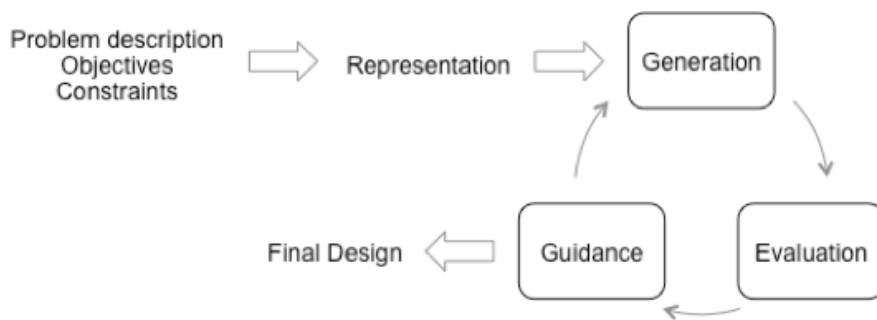 Problem description
Objectives
Constraints
Representation
Generation
Final Design
Guidance
Evaluation